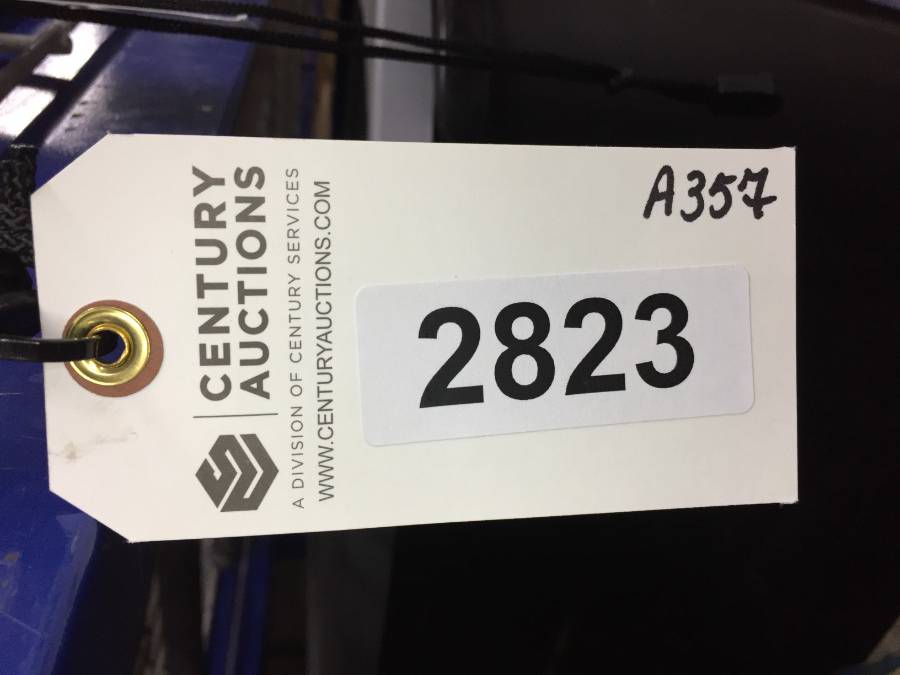 CENTURY
AUCTIONS
A DIVISION OF CENTURY SERVICES
WWW.CENTURYAUCTIONS.COM
A357
2823